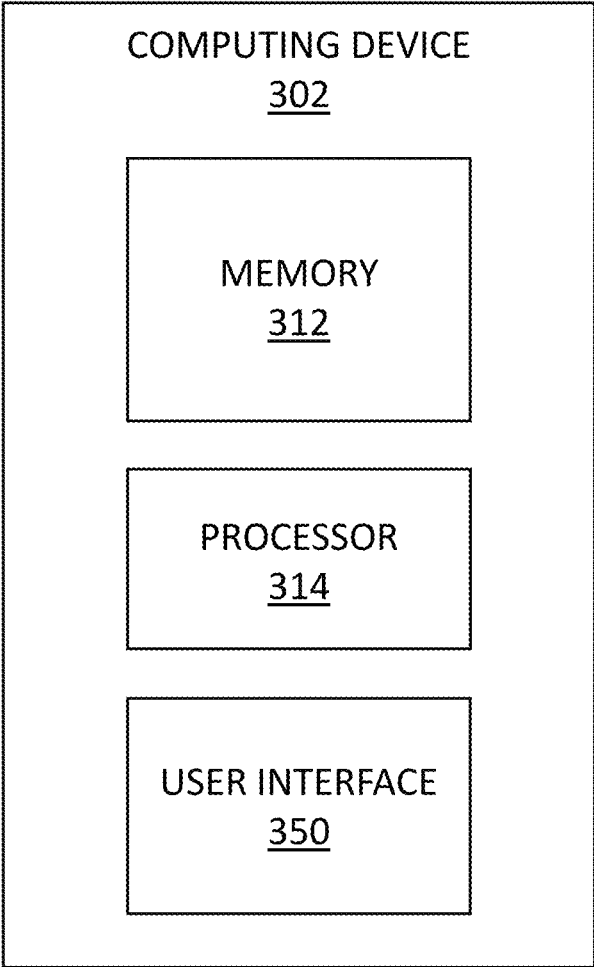 COMPUTING DEVICE
302
MEMORY
312
PROCESSOR
314
USER INTERFACE
350